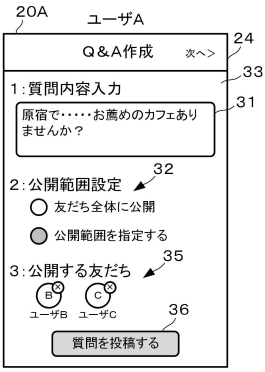 20A
ユーザA
24
Q&A作成 次へ＞
33
1：質問内容入力
31
原宿で・・・・・お薦めのカフェあり
ませんか？
2：公開範囲設定
32
友だち全体に公開
公開範囲を指定する
3：公開する友だち
35
B × C ×
ユーザB ユーザC
36
質問を投稿する